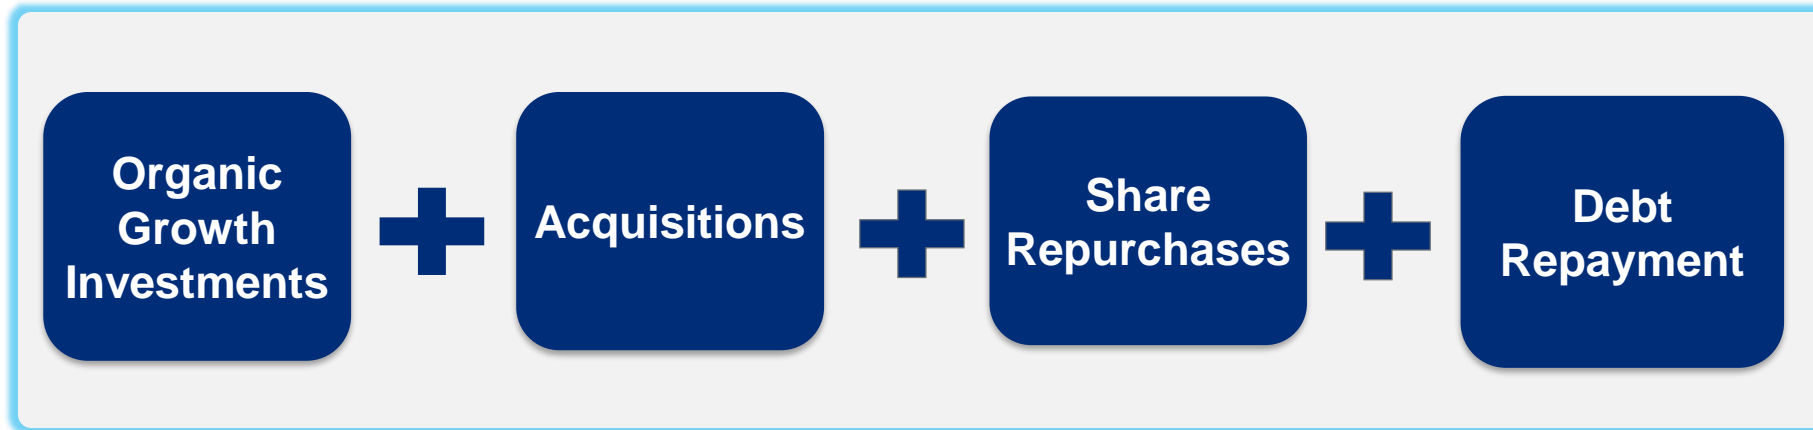 Organic
Growth
Investments
Acquisitions
Share
Repurchases
Debt
Repayment